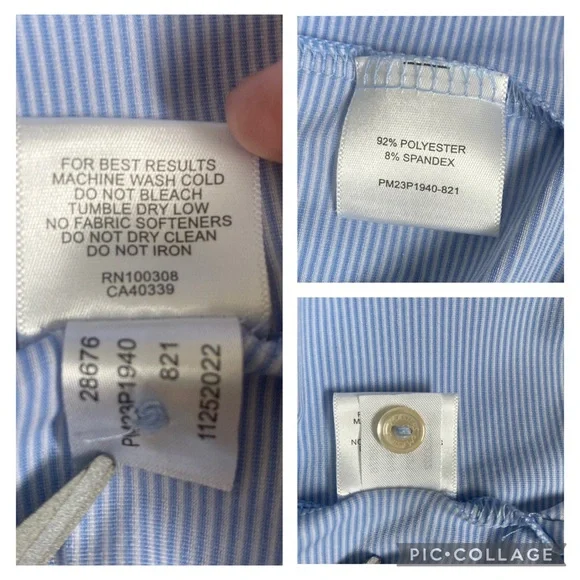 FOR BEST RESULTS
MACHINE WASH COLD
DO NOT BLEACH
TUMBLE DRY LOW
NO FABRIC SOFTENERS
DO NOT DRY CLEAN
DO NOT IRON
RN100308
CA40339
28676
PM23P1940
821
11252022
92% POLYESTER
8% SPANDEX
PM23P1940-821
PIC•COLLAGE